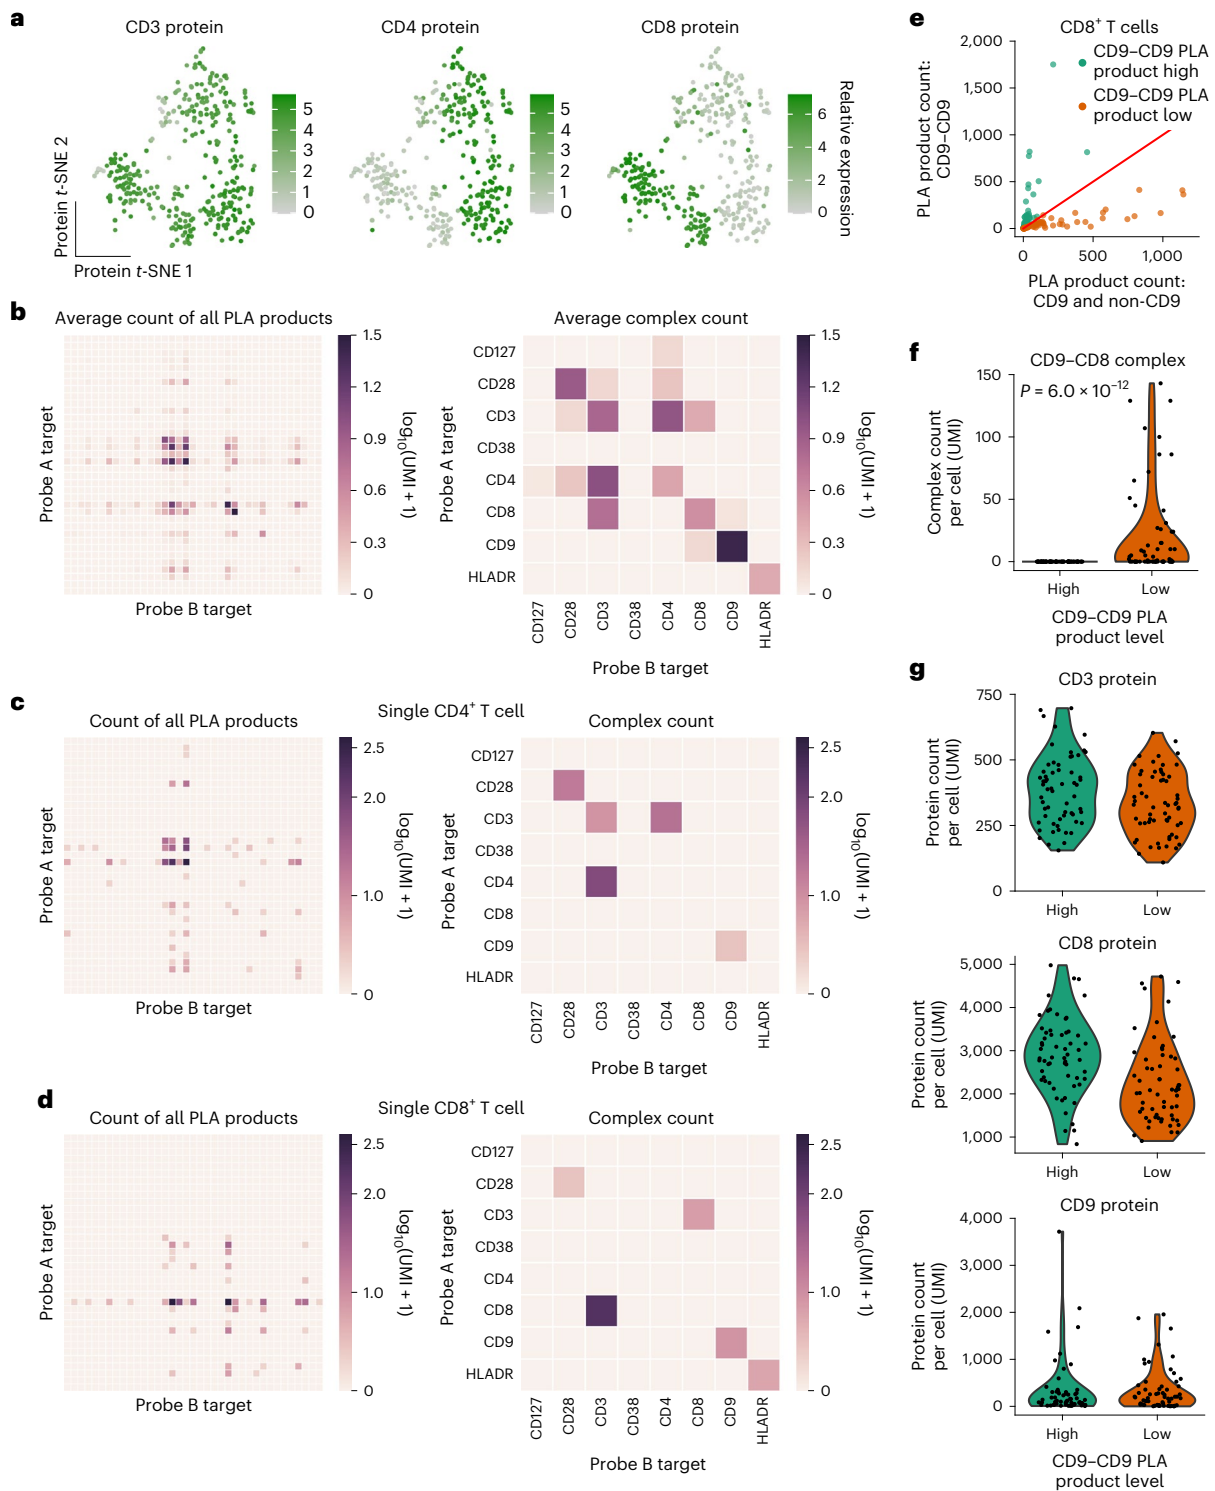 a
CD3 protein
CD4 protein
CD8 protein
5
4
3
2
1
0
5
4
3
2
1
0
6
4
2
0
Relative expression
Protein t-SNE 2
Protein t-SNE 1
b
Average count of all PLA products
Probe A target
Probe B target
1.5
1.2
0.9
0.6
0.3
0
log10(UMI + 1)
Average complex count
Probe A target
CD127
CD28
CD3
CD38
CD4
CD8
CD9
HLADR
CD127
CD28
CD3
CD38
CD4
CD8
CD9
HLADR
Probe B target
1.5
1.2
0.9
0.6
0.3
0
log10(UMI + 1)
c
Single CD4+ T cell
Count of all PLA products
Probe A target
Probe B target
2.5
2.0
1.0
0
log10(UMI + 1)
Complex count
Probe A target
CD127
CD28
CD3
CD38
CD4
CD8
CD9
HLADR
CD127
CD28
CD3
CD38
CD4
CD8
CD9
HLADR
Probe B target
2.5
2.0
1.0
0
log10(UMI + 1)
d
Single CD8+ T cell
Count of all PLA products
Probe A target
Probe B target
2.5
2.0
1.0
0
log10(UMI + 1)
Complex count
Probe A target
CD127
CD28
CD3
CD38
CD4
CD8
CD9
HLADR
CD127
CD28
CD3
CD38
CD4
CD8
CD9
HLADR
Probe B target
2.5
2.0
1.0
0
log10(UMI + 1)
e
CD8+ T cells
PLA product count:
CD9–CD9
2,000
1,500
1,000
500
0
CD9–CD9 PLA
product high
CD9–CD9 PLA
product low
0
500
1,000
PLA product count:
CD9 and non-CD9
f
CD9–CD8 complex
P = 6.0 × 10−12
Complex count
per cell (UMI)
150
100
50
0
High
Low
CD9–CD9 PLA
product level
g
CD3 protein
Protein count
per cell (UMI)
750
500
250
0
High
Low
CD8 protein
Protein count
per cell (UMI)
5,000
4,000
3,000
2,000
1,000
High
Low
CD9 protein
Protein count
per cell (UMI)
4,000
3,000
2,000
1,000
0
High
Low
CD9–CD9 PLA
product level